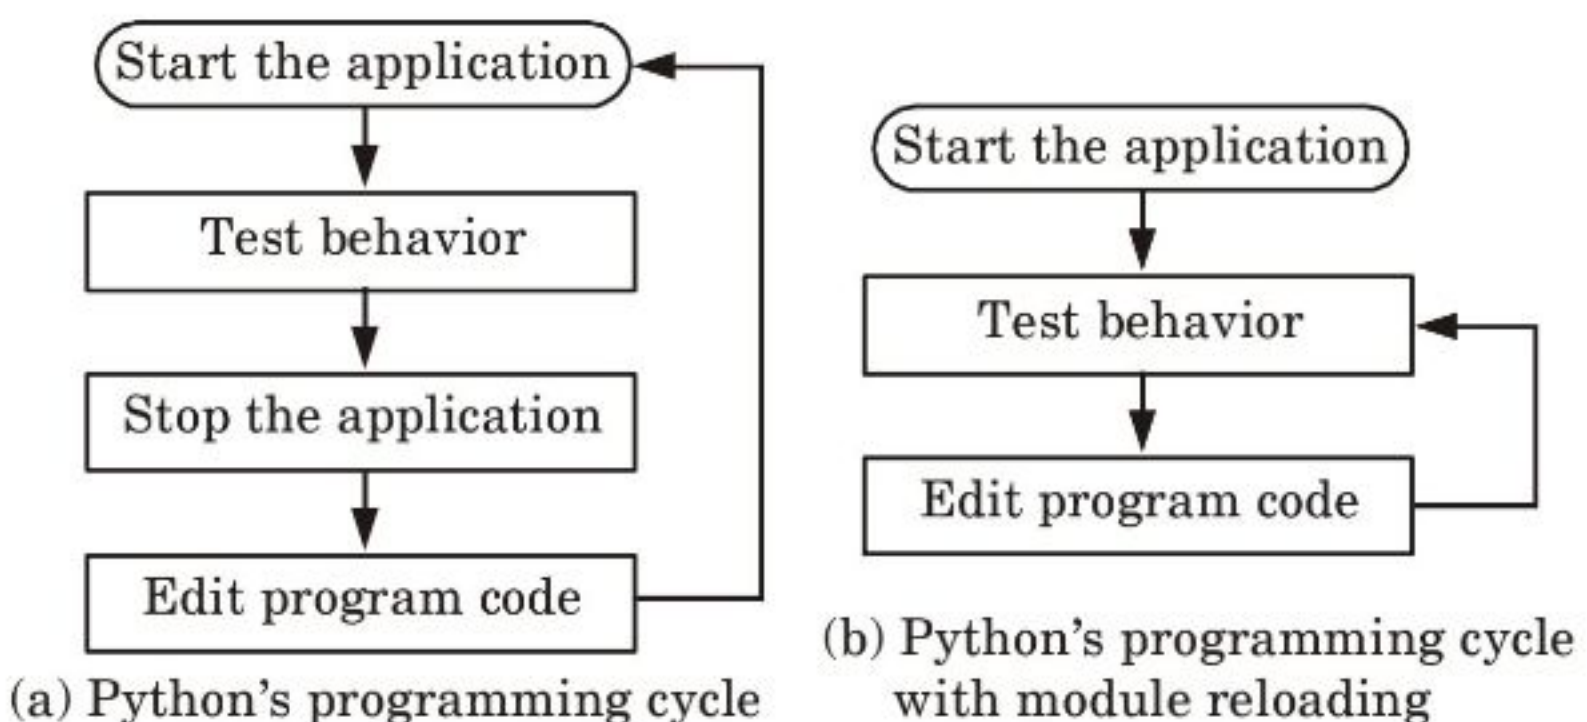 Start the application
Test behavior
Stop the application
Edit program code
(a) Python's programming cycle
Start the application
Test behavior
Edit program code
(b) Python's programming cycle
with module reloading